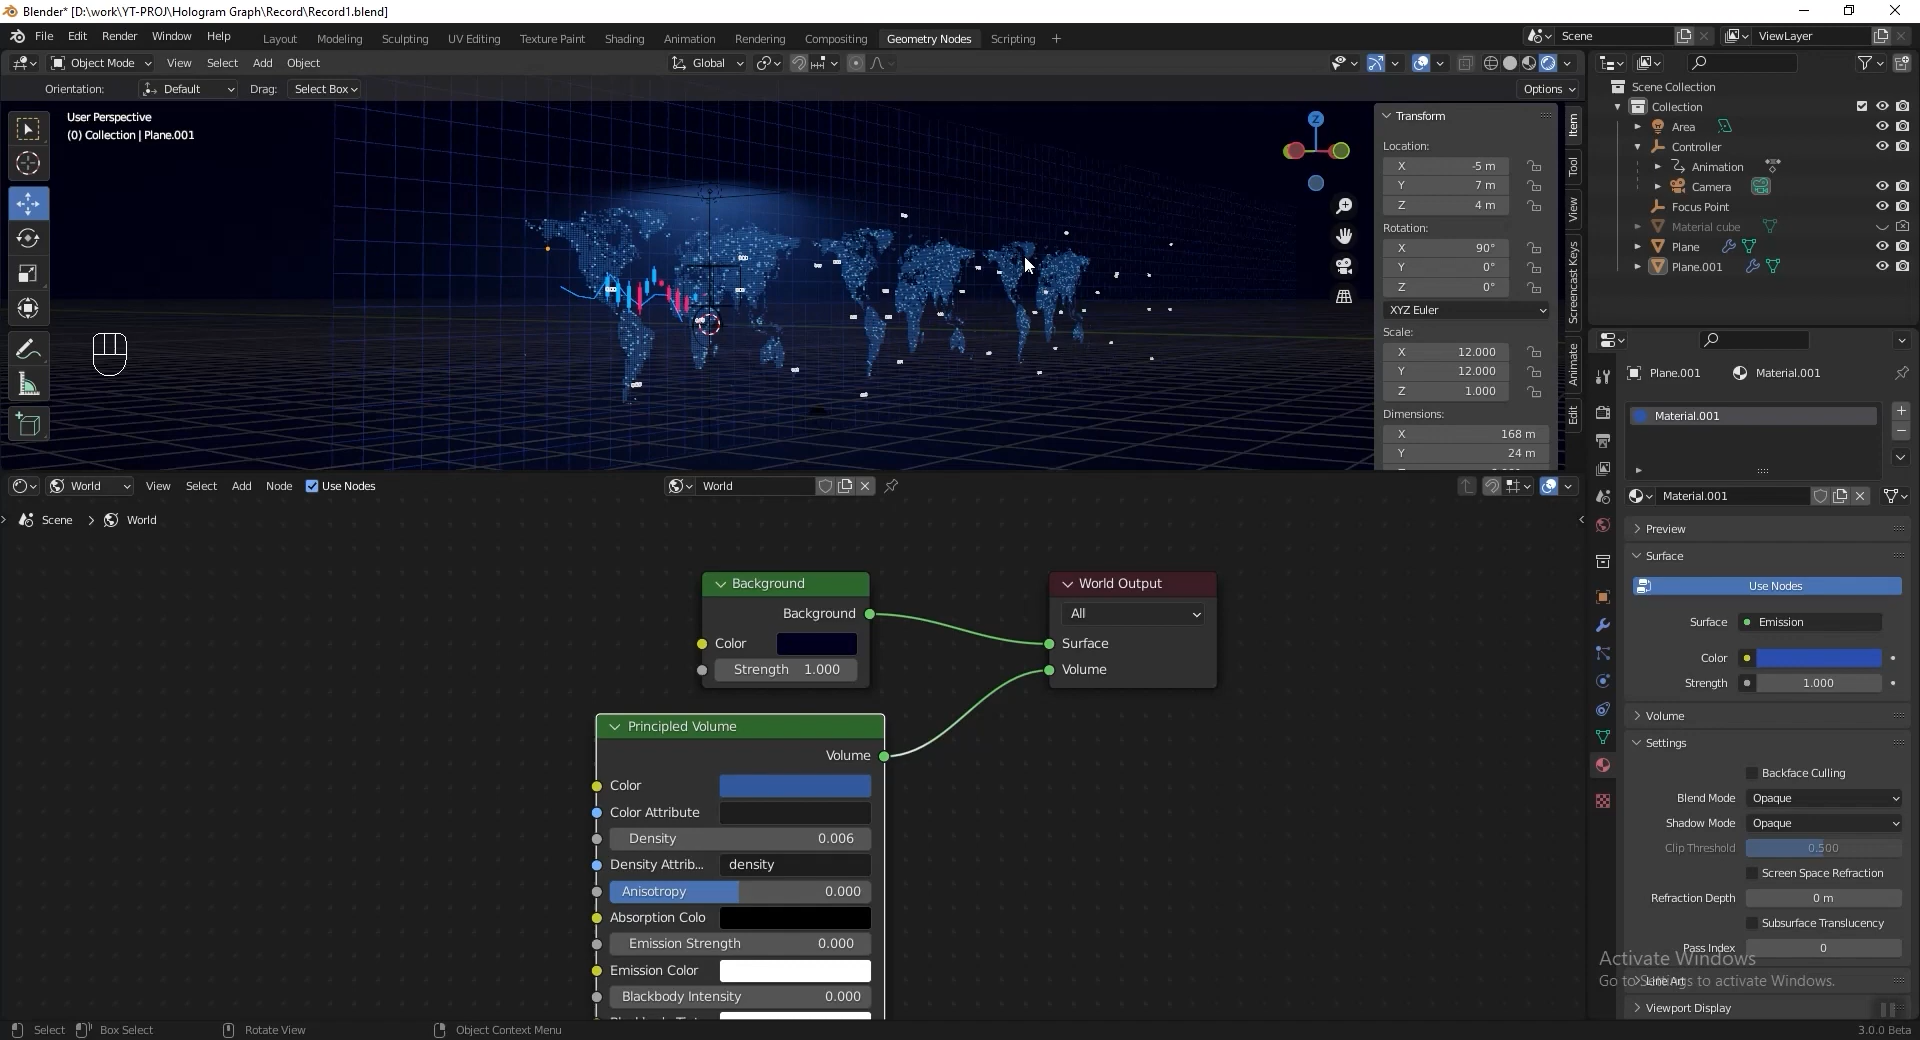 Blender* [D:\work\YT-PROJ\Hologram Graph\Record\Record1.blend]
File Edit Render Window Help Layout Modeling Sculpting UV Editing Texture Paint Shading Animation Rendering Compositing Geometry Nodes Scripting + Scene ViewLayer
Object Mode View Select Add Object Global
Orientation: Default Drag: Select Box Options
User Perspective
(0) Collection | Plane.001
Transform
Location:
X -5 m
Y 7 m
Z 4 m
Rotation:
X 90°
Y 0°
Z 0°
XYZ Euler
Scale:
X 12.000
Y 12.000
Z 1.000
Dimensions:
X 168 m
Y 24 m
Item
Tool
View
Screencast Keys
Animate
Edit
Z
Scene Collection
Collection
Area
Controller
Animation
Camera
Focus Point
Material cube
Plane
Plane.001
World View Select Add Node Use Nodes World
Scene > World
Background
Background
Color
Strength 1.000
World Output
All
Surface
Volume
Principled Volume
Volume
Color
Color Attribute
Density 0.006
Density Attrib... density
Anisotropy 0.000
Absorption Colo
Emission Strength 0.000
Emission Color
Blackbody Intensity 0.000
Plane.001 Material.001
Material.001
Material.001
Preview
Surface
Use Nodes
Surface Emission
Color
Strength 1.000
Volume
Settings
Backface Culling
Blend Mode Opaque
Shadow Mode Opaque
Clip Threshold 0.500
Screen Space Refraction
Refraction Depth 0 m
Subsurface Translucency
Pass Index 0
Line Art
Viewport Display
Activate Windows
Go to Settings to activate Windows.
Select Box Select Rotate View Object Context Menu 3.0.0 Beta